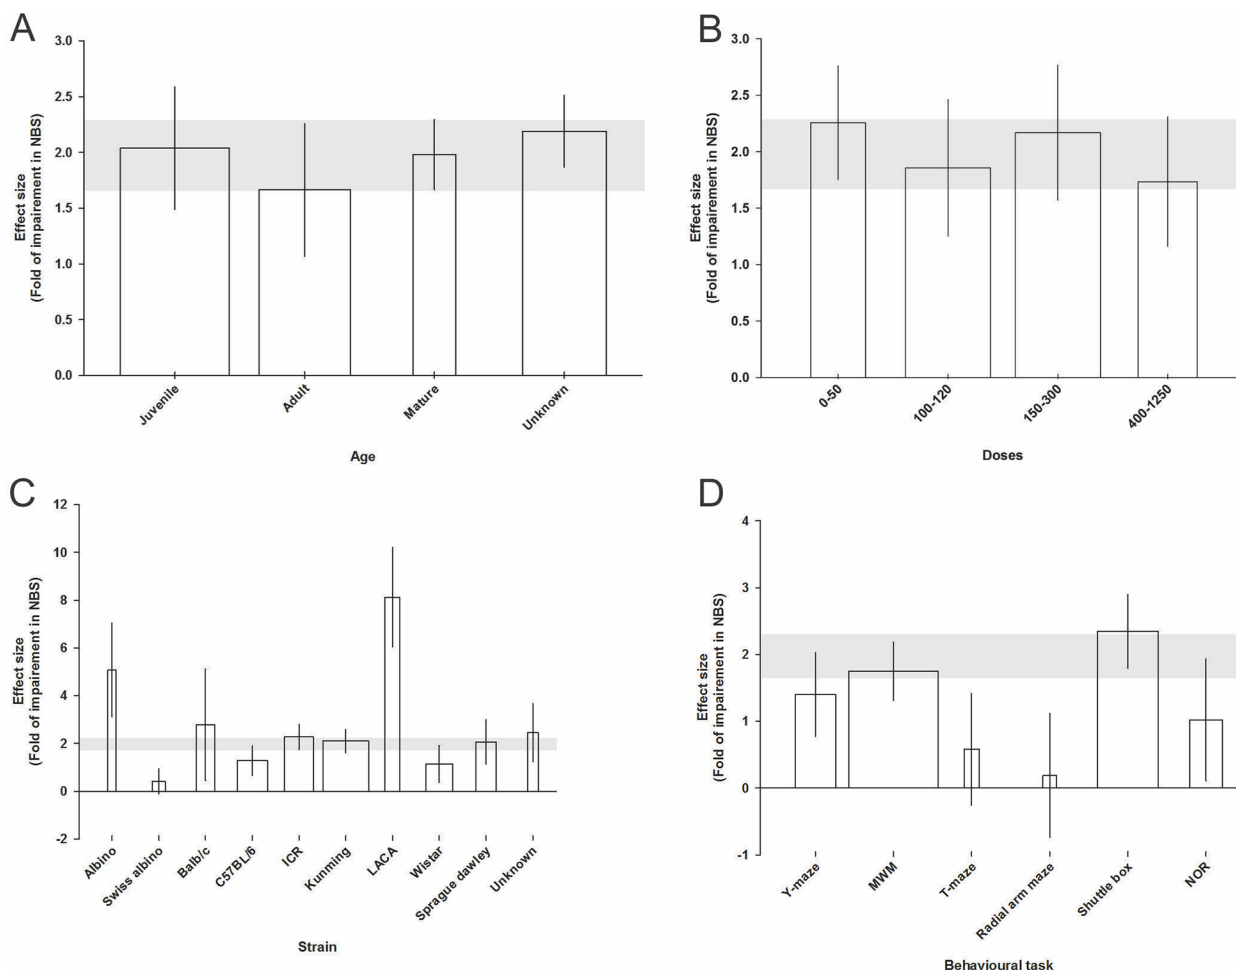 A
3.0
2.5
2.0
1.5
1.0
0.5
0.0
Effect size
(Fold of impairement in NBS)
Juvenile
Adult
Mature
Unknown
Age
B
3.0
2.5
2.0
1.5
1.0
0.5
0.0
Effect size
(Fold of impairement in NBS)
0-50
100-120
150-300
400-1250
Doses
C
12
10
8
6
4
2
0
-2
Effect size
(Fold of impairement in NBS)
Albino
Swiss albino
Balb/c
C57BL/6
ICR
Kunming
LACA
Wistar
Sprague dawley
Unknown
Strain
D
4
3
2
1
0
-1
Effect size
(Fold of impairement in NBS)
Y-maze
MWM
T-maze
Radial arm maze
Shuttle box
NOR
Behavioural task